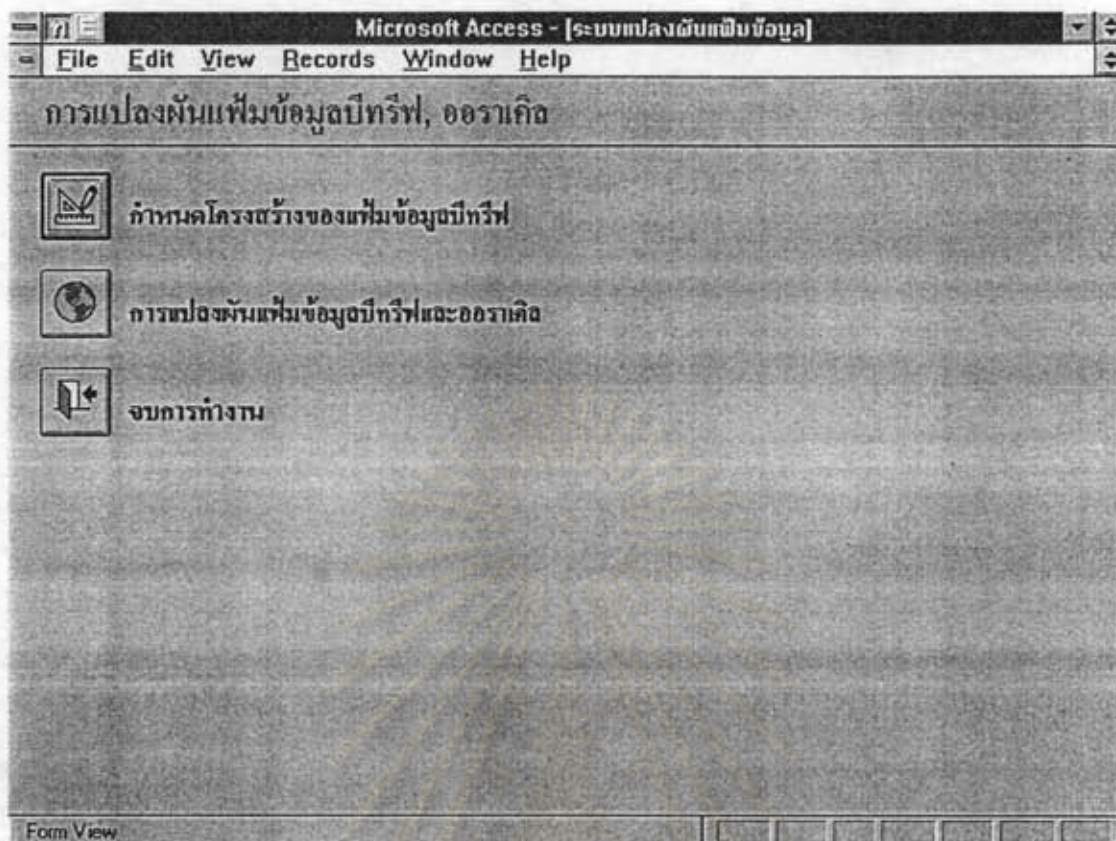 Microsoft Access - [ระบบแปลงผันแฟ้มข้อมูล]
File Edit View Records Window Help
การแปลงผันแฟ้มข้อมูลบีทรีฟ, ออราเคิล
กำหนดโครงสร้างของแฟ้มข้อมูลบีทรีฟ
การแปลงผันแฟ้มข้อมูลบีทรีฟและออราเคิล
จบการทำงาน
Form View